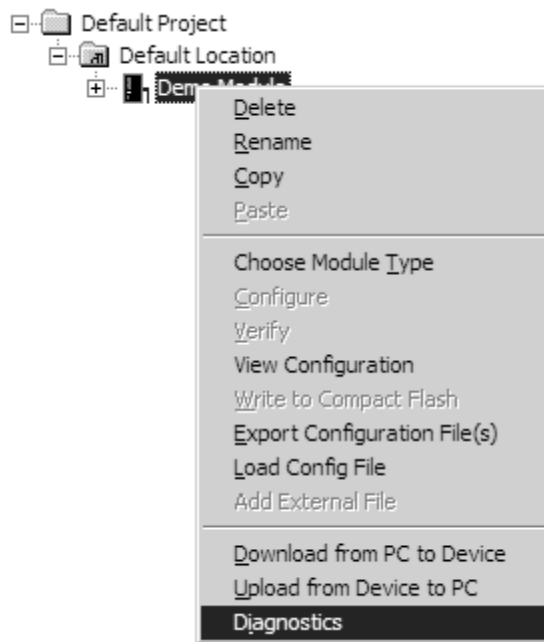 Default Project
Default Location
Demo Module
Delete
Rename
Copy
Paste
Choose Module Type
Configure
Verify
View Configuration
Write to Compact Flash
Export Configuration File(s)
Load Config File
Add External File
Download from PC to Device
Upload from Device to PC
Diagnostics